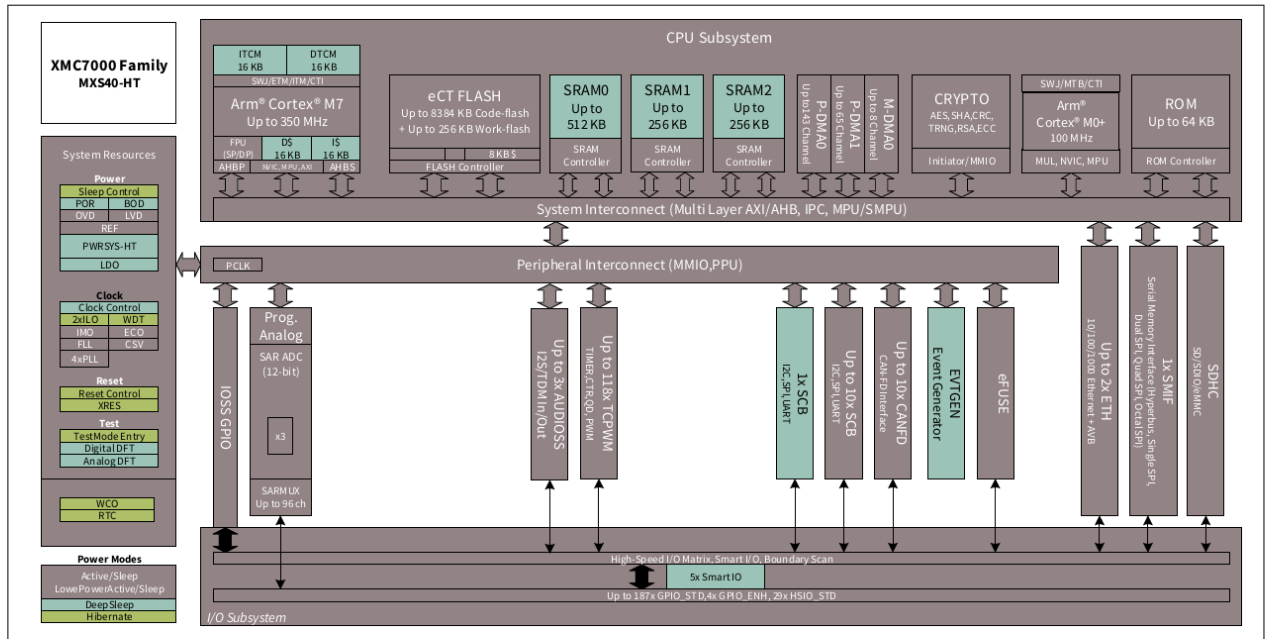 XMC7000 Family
MXS40-HT
System Resources
Power
Sleep Control
POR BOD
OVD LVD
REF
PWRSYS-HT
LDO
Clock
Clock Control
2xILO WDT
IMO ECO
FLL CSV
4xPLL
Reset
Reset Control
XRES
Test
TestMode Entry
Digital DFT
Analog DFT
WCO
RTC
Power Modes
Active/Sleep
LowePowerActive/Sleep
DeepSleep
Hibernate
CPU Subsystem
ITCM
16 KB
DTCM
16 KB
SWJ/ETM/ITM/CTI
Arm® Cortex® M7
Up to 350 MHz
FPU
(SP/DP)
D$
16 KB
I$
16 KB
AHBP
NVIC, MPU, AXI
AHBS
eCT FLASH
Up to 8384 KB Code-flash
+ Up to 256 KB Work-flash
8 KB $
FLASH Controller
SRAM0
Up to
512 KB
SRAM
Controller
SRAM1
Up to
256 KB
SRAM
Controller
SRAM2
Up to
256 KB
SRAM
Controller
P-DMA0
Up to 143 Channel
P-DMA1
Up to 65 Channel
M-DMA0
Up to 8 Channel
CRYPTO
AES, SHA, CRC,
TRNG, RSA, ECC
Initiator/MMIO
SWJ/MTB/CTI
Arm®
Cortex® M0+
100 MHz
MUL, NVIC, MPU
ROM
Up to 64 KB
ROM Controller
System Interconnect (Multi Layer AXI/AHB, IPC, MPU/SMPU)
PCLK
Peripheral Interconnect (MMIO,PPU)
IOSS GPIO
Prog.
Analog
SAR ADC
(12-bit)
x3
SARMUX
Up to 96 ch
Up to 3x AUDIOSS
I2S/TDM In/Out
Up to 118x TCPWM
TIMER, CTR, QD, PWM
1x SCB
I2C, SPI, UART
Up to 10x SCB
I2C, SPI, UART
Up to 10x CANFD
CAN-FD Interface
EVTGEN
Event Generator
eFUSE
Up to 2x ETH
10/100/1000 Ethernet + AVB
1x SMIF
Serial Memory Interface (Hyperbus, Single SPI,
Dual SPI, Quad SPI, Octal SPI)
SDHC
SD/SDIO/eMMC
High-Speed I/O Matrix, Smart I/O, Boundary Scan
5x Smart IO
Up to 187x GPIO_STD, 4x GPIO_ENH, 29x HSIO_STD
I/O Subsystem